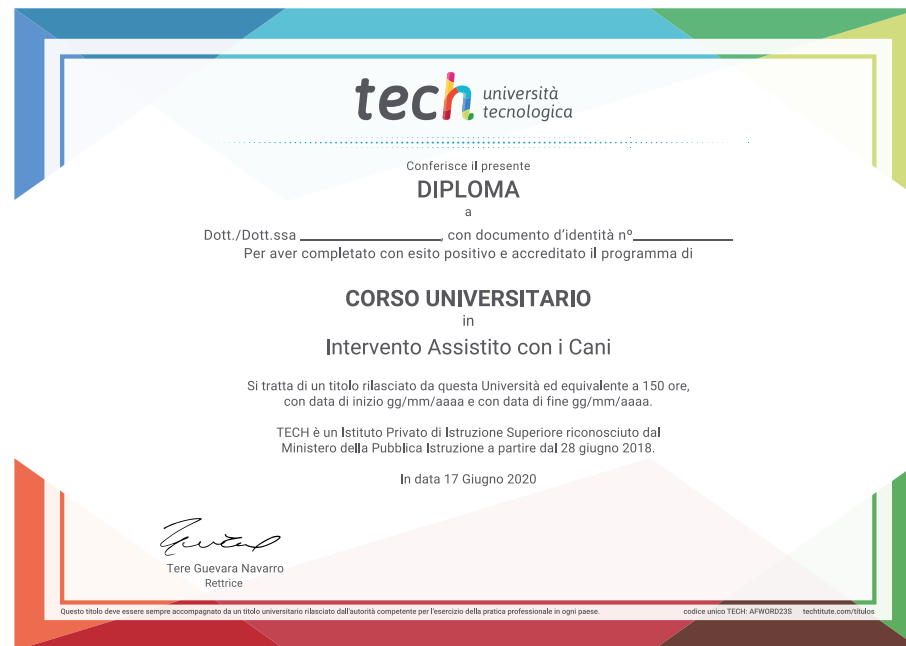 tech università
tecnologica
Conferisce il presente
DIPLOMA
a
Dott./Dott.ssa ____________________, con documento d'identità nº______________
Per aver completato con esito positivo e accreditato il programma di
CORSO UNIVERSITARIO
in
Intervento Assistito con i Cani
Si tratta di un titolo rilasciato da questa Università ed equivalente a 150 ore,
con data di inizio gg/mm/aaaa e con data di fine gg/mm/aaaa.
TECH è un Istituto Privato di Istruzione Superiore riconosciuto dal
Ministero della Pubblica Istruzione a partire dal 28 giugno 2018.
In data 17 Giugno 2020
Tere Guevara Navarro
Rettrice
Questo titolo deve essere sempre accompagnato da un titolo universitario rilasciato dall'autorità competente per l'esercizio della pratica professionale in ogni paese. codice unico TECH: AFWORD23S techtitute.com/titulos